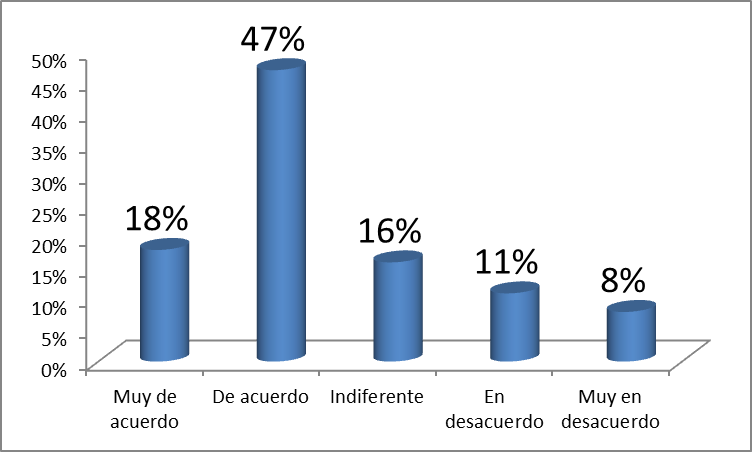 47%
50%
45%
40%
35%
30%
25%
20%
15%
10%
5%
0%
18%
16%
11%
8%
Muy de
acuerdo
De acuerdo
Indiferente
En
desacuerdo
Muy en
desacuerdo